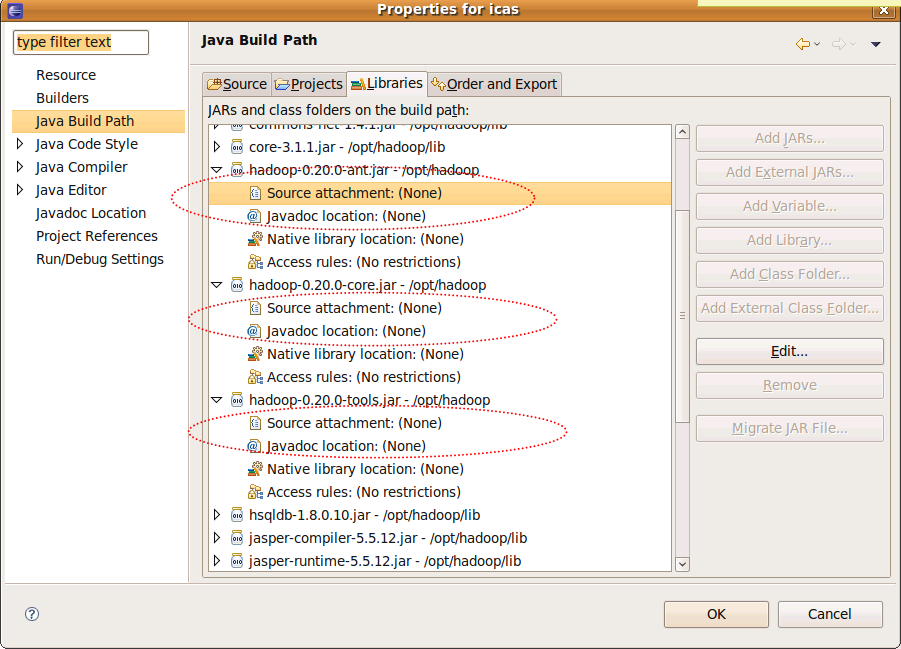 Properties for icas
type filter text
Resource
Builders
Java Build Path
Java Code Style
Java Compiler
Java Editor
Javadoc Location
Project References
Run/Debug Settings
Java Build Path
Source
Projects
Libraries
Order and Export
JARs and class folders on the build path:
commons-net-1.4.1.jar - /opt/hadoop/lib
core-3.1.1.jar - /opt/hadoop/lib
hadoop-0.20.0-ant.jar - /opt/hadoop
Source attachment: (None)
Javadoc location: (None)
Native library location: (None)
Access rules: (No restrictions)
hadoop-0.20.0-core.jar - /opt/hadoop
Source attachment: (None)
Javadoc location: (None)
Native library location: (None)
Access rules: (No restrictions)
hadoop-0.20.0-tools.jar - /opt/hadoop
Source attachment: (None)
Javadoc location: (None)
Native library location: (None)
Access rules: (No restrictions)
hsqldb-1.8.0.10.jar - /opt/hadoop/lib
jasper-compiler-5.5.12.jar - /opt/hadoop/lib
jasper-runtime-5.5.12.jar - /opt/hadoop/lib
Add JARs...
Add External JARs...
Add Variable...
Add Library...
Add Class Folder...
Add External Class Folder...
Edit...
Remove
Migrate JAR File...
OK
Cancel